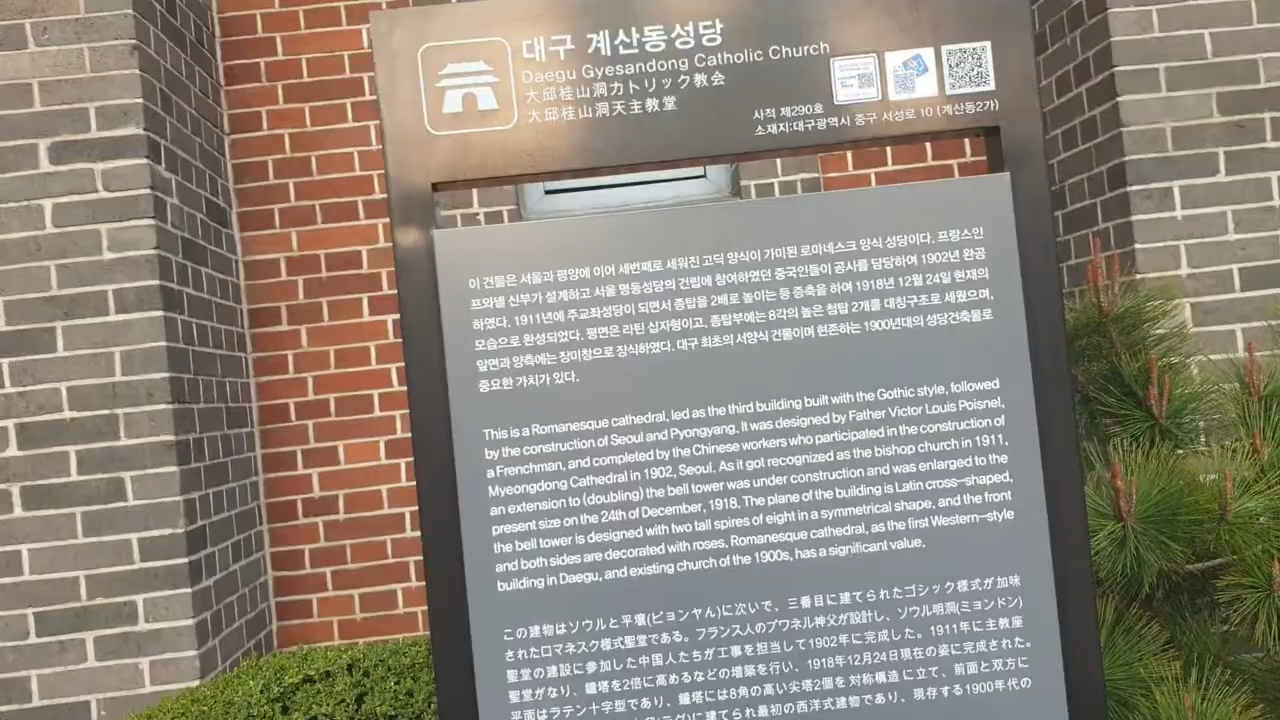 대구 계산동성당
Daegu Gyesandong Catholic Church
大邱桂山洞カトリック教会
大邱桂山洞天主教堂
사적 제290호
소재지:대구광역시 중구 서성로 10 (계산동2가)
이 건물은 서울과 평양에 이어 세번째로 세워진 고딕 양식이 가미된 로마네스크 양식 성당이다. 프랑스인
프와넬 신부가 설계하고 서울 명동성당의 건립에 참여하였던 중국인들이 공사를 담당하여 1902년 완공
하였다. 1911년에 주교좌성당이 되면서 종탑을 2배로 높이는 등 증축을 하여 1918년 12월 24일 현재의
모습으로 완성되었다. 평면은 라틴 십자형이고, 종탑부에는 8각의 높은 첨탑 2개를 대칭구조로 세웠으며,
앞면과 양측에는 장미창으로 장식하였다. 대구 최초의 서양식 건물이며 현존하는 1900년대의 성당건축물로
중요한 가치가 있다.
This is a Romanesque cathedral, led as the third building built with the Gothic style, followed
by the construction of Seoul and Pyongyang. It was designed by Father Victor Louis Poisnel,
a Frenchman, and completed by the Chinese workers who participated in the construction of
Myeongdong Cathedral in 1902, Seoul. As it got recognized as the bishop church in 1911,
an extension to (doubling) the bell tower was under construction and was enlarged to the
present size on the 24th of December, 1918. The plane of the building is Latin cross-shaped,
the bell tower is designed with two tall spires of eight in a symmetrical shape, and the front
and both sides are decorated with roses. Romanesque cathedral, as the first Western-style
building in Daegu, and existing church of the 1900s, has a significant value.
この建物はソウルと平壌(ピョンヤん)に次いで、三番目に建てられたゴシック様式が加味
されたロマネスク様式聖堂である。フランス人のプワネル神父が設計し、ソウル明洞(ミョンドン)
聖堂の建設に参加した中国人たちが工事を担当して1902年に完成した。1911年に主教座
聖堂がなり、鐘塔を2倍に高めるなどの増築を行い、1918年12月24日現在の姿に完成された。
平面はラテン十字型であり、鐘塔には8角の高い尖塔2個を対称構造に立て、前面と双方に
に建てられ最初の西洋式建物であり、現存する1900年代の